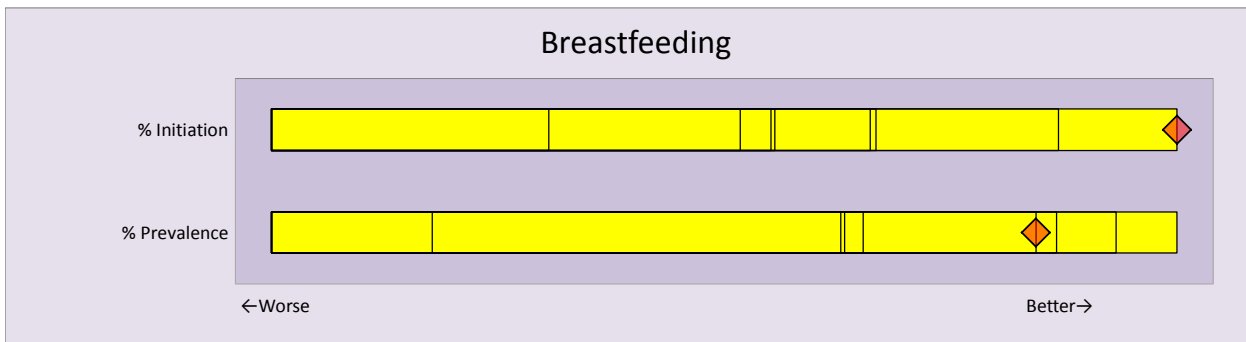 Breastfeeding
% Initiation
% Prevalence
←Worse
Better→